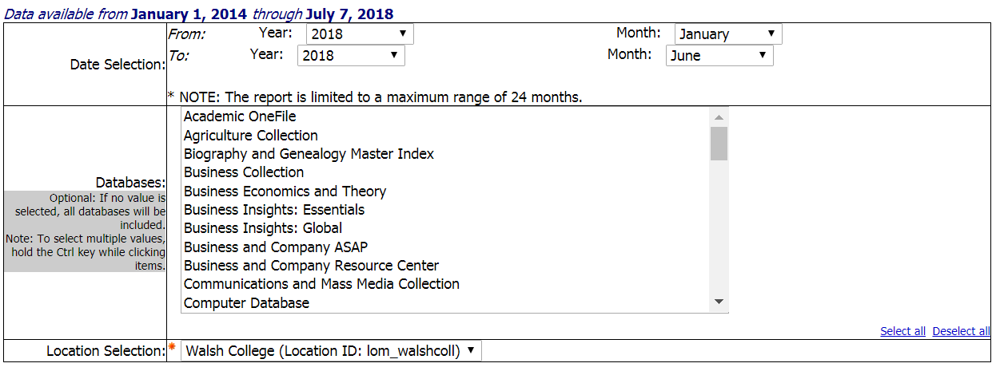 Data available from January 1, 2014 through July 7, 2018
From: Year: 2018 Month: January
Date Selection: To: Year: 2018 Month: June
* NOTE: The report is limited to a maximum range of 24 months.
Databases:
Optional: If no value is
selected, all databases will be
included.
Note: To select multiple values,
hold the Ctrl key while clicking
items.
Academic OneFile
Agriculture Collection
Biography and Genealogy Master Index
Business Collection
Business Economics and Theory
Business Insights: Essentials
Business Insights: Global
Business and Company ASAP
Business and Company Resource Center
Communications and Mass Media Collection
Computer Database
Select all Deselect all
Location Selection: * Walsh College (Location ID: lom_walshcoll)